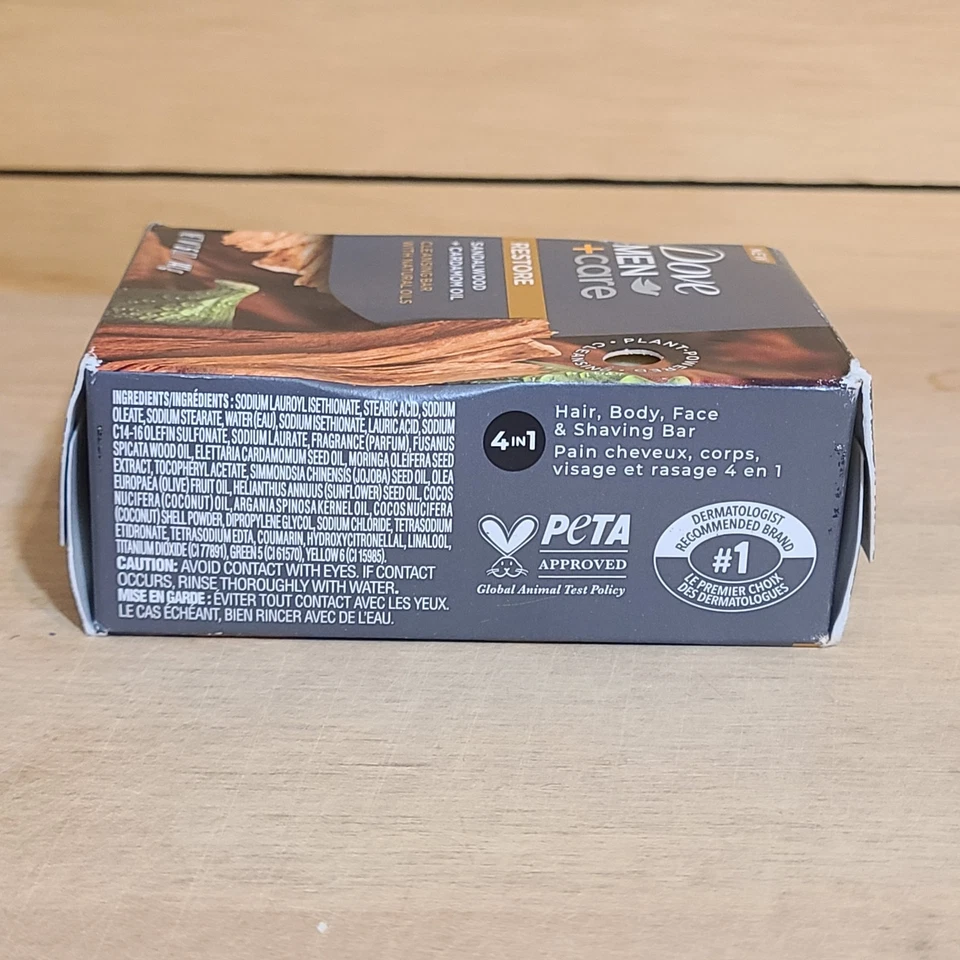 NEW
Dove
MEN
+care
RESTORE
SANDALWOOD
+ CARDAMOM OIL
CLEANSING BAR
WITH NATURAL OILS
PLANT POWERED CLEANSING
INGREDIENTS/INGRÉDIENTS : SODIUM LAUROYL ISETHIONATE, STEARIC ACID, SODIUM
OLEATE, SODIUM STEARATE, WATER (EAU), SODIUM ISETHIONATE, LAURIC ACID, SODIUM
C14-16 OLEFIN SULFONATE, SODIUM LAURATE, FRAGRANCE (PARFUM), FUSANUS
SPICATA WOOD OIL, ELETTARIA CARDAMOMUM SEED OIL, MORINGA OLEIFERA SEED
EXTRACT, TOCOPHERYL ACETATE, SIMMONDSIA CHINENSIS (JOJOBA) SEED OIL, OLEA
EUROPAEA (OLIVE) FRUIT OIL, HELIANTHUS ANNUUS (SUNFLOWER) SEED OIL, COCOS
NUCIFERA (COCONUT) OIL, ARGANIA SPINOSA KERNEL OIL, COCOS NUCIFERA
(COCONUT) SHELL POWDER, DIPROPYLENE GLYCOL, SODIUM CHLORIDE, TETRASODIUM
ETIDRONATE, TETRASODIUM EDTA, COUMARIN, HYDROXYCITRONELLAL, LINALOOL,
TITANIUM DIOXIDE (CI 77891), GREEN 5 (CI 61570), YELLOW 6 (CI 15985).
CAUTION: AVOID CONTACT WITH EYES. IF CONTACT
OCCURS, RINSE THOROUGHLY WITH WATER.
MISE EN GARDE : ÉVITER TOUT CONTACT AVEC LES YEUX.
LE CAS ÉCHÉANT, BIEN RINCER AVEC DE L'EAU.
4 IN 1
Hair, Body, Face
& Shaving Bar
Pain cheveux, corps,
visage et rasage 4 en 1
PETA
APPROVED
Global Animal Test Policy
DERMATOLOGIST
RECOMMENDED BRAND
#1
LE PREMIER CHOIX
DES DERMATOLOGUES